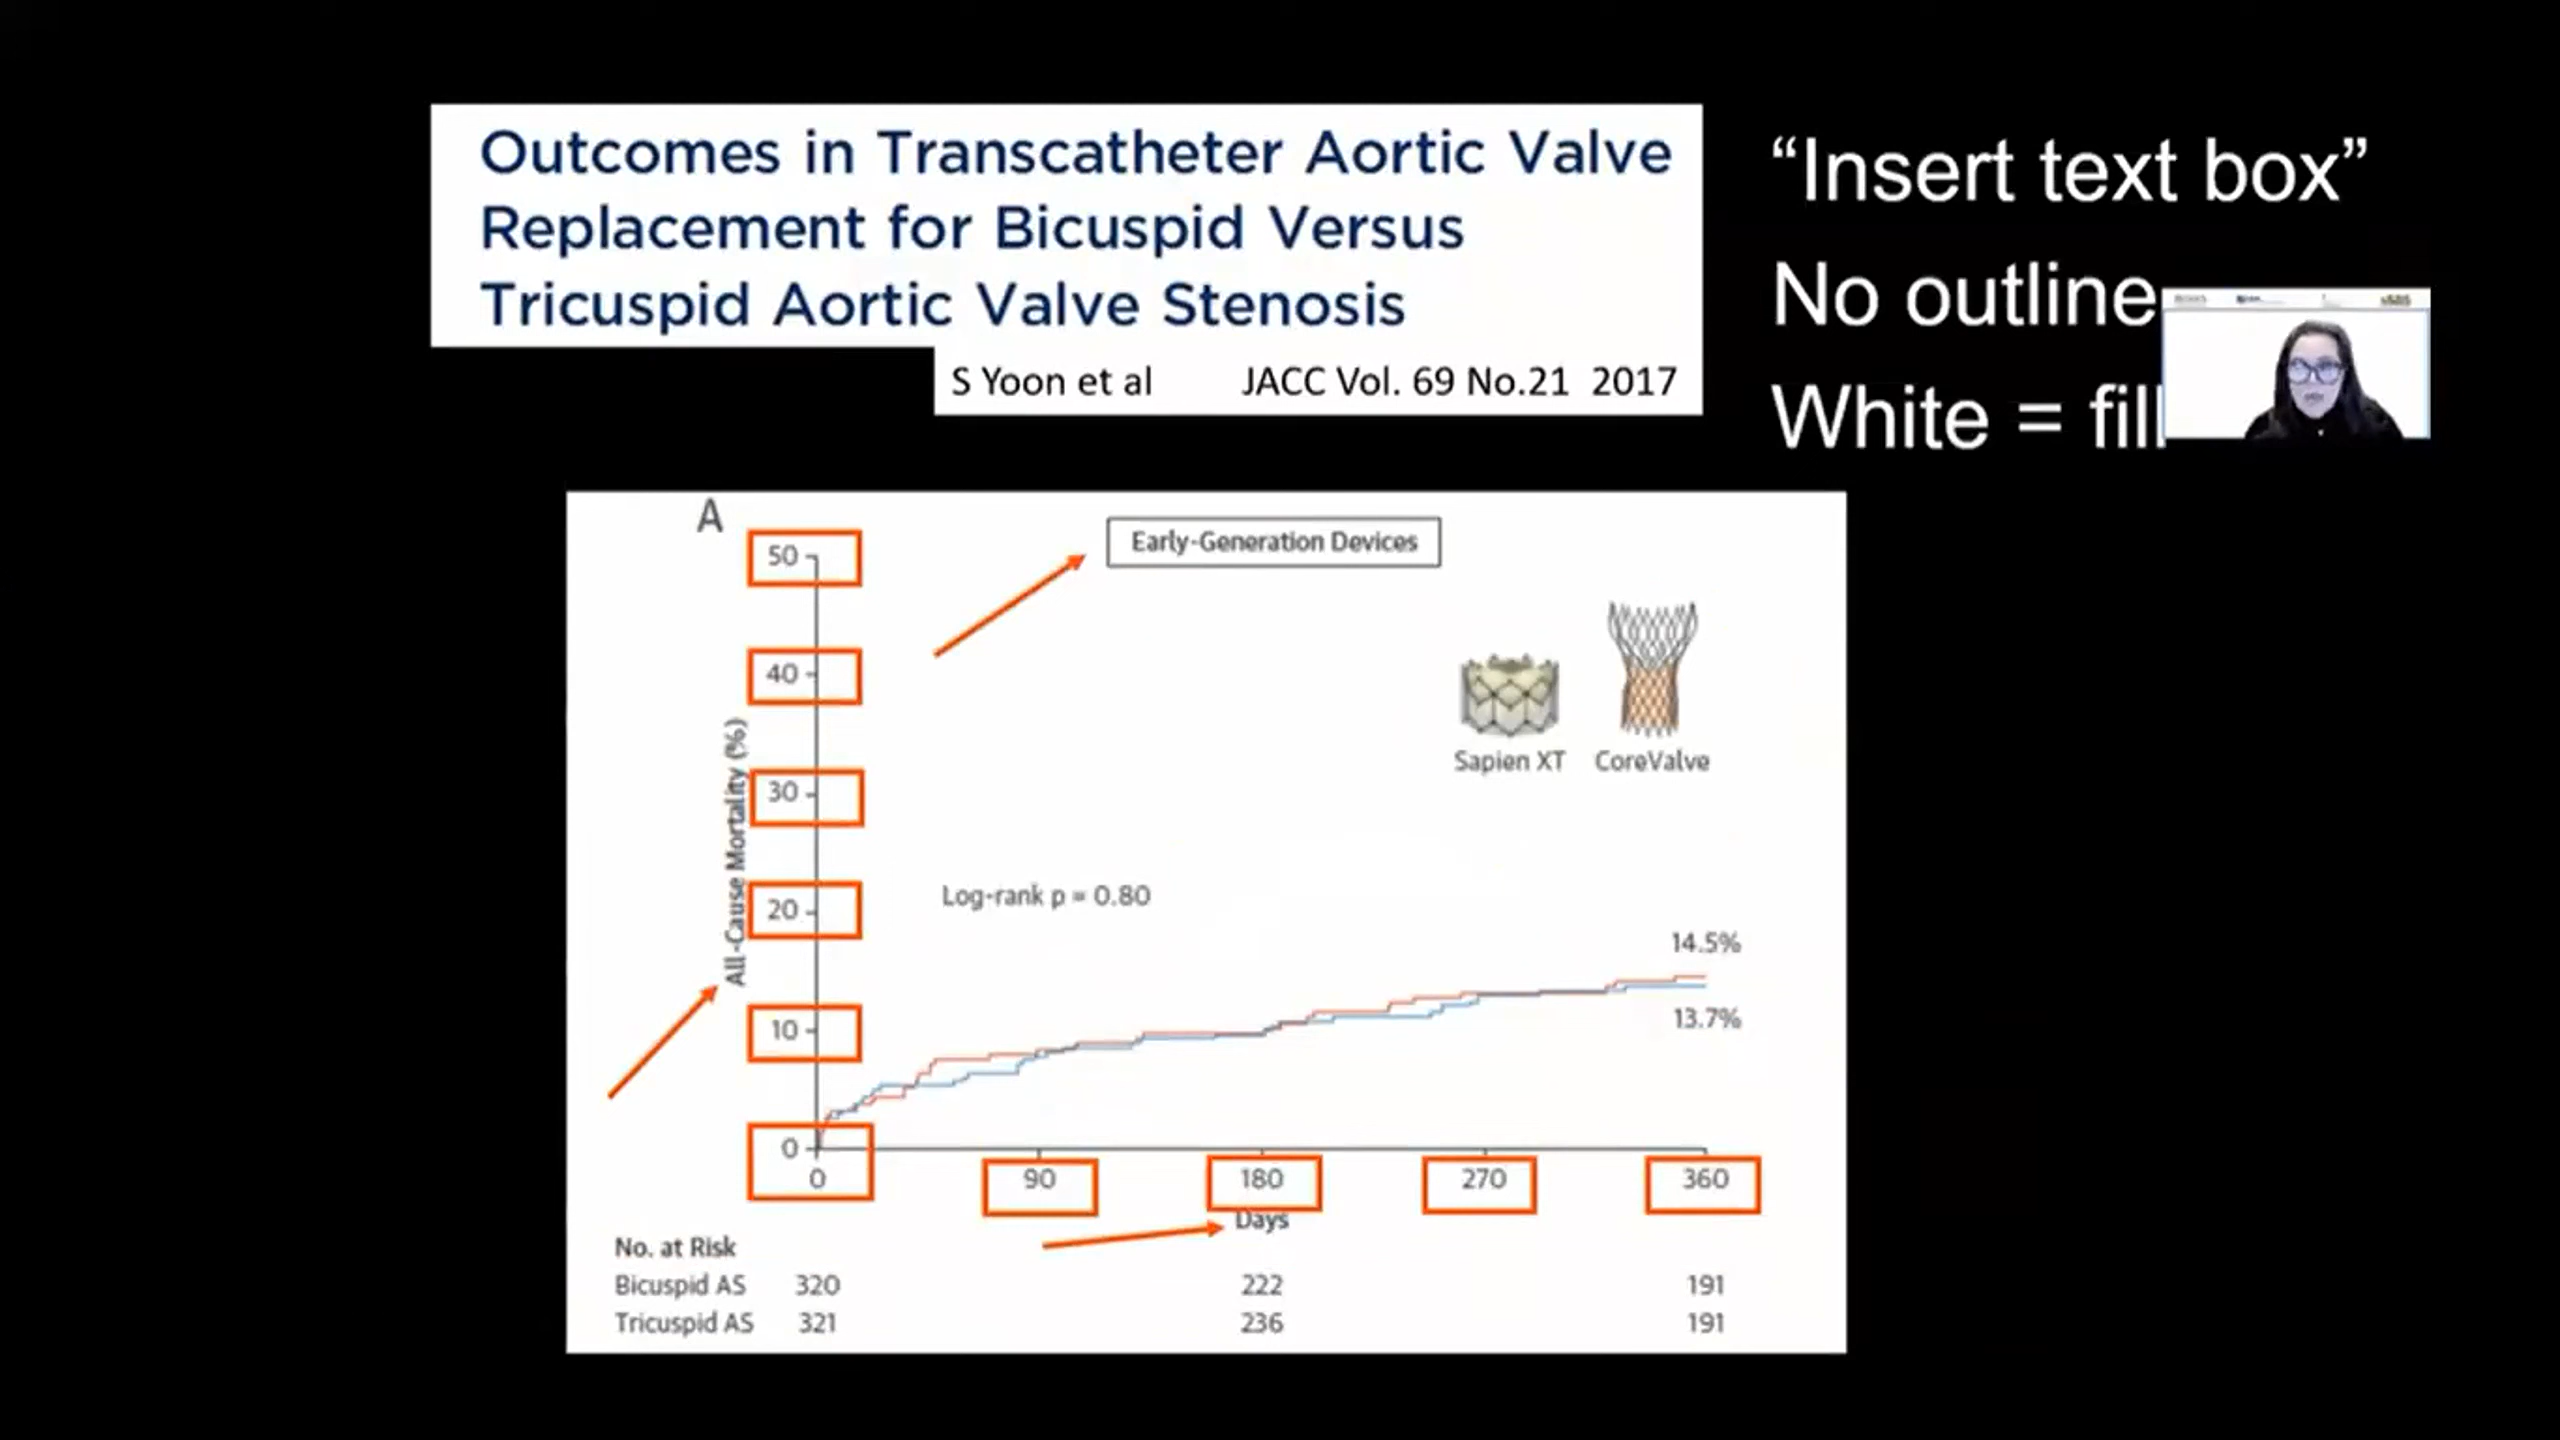 Outcomes in Transcatheter Aortic Valve
Replacement for Bicuspid Versus
Tricuspid Aortic Valve Stenosis
S Yoon et al JACC Vol. 69 No.21 2017
“Insert text box”
No outline
White = fill
A
Early-Generation Devices
50
40
30
20
10
0
All-Cause Mortality (%)
Sapien XT CoreValve
Log-rank p = 0.80
14.5%
13.7%
0 90 180 270 360
Days
No. at Risk
Bicuspid AS 320 222 191
Tricuspid AS 321 236 191